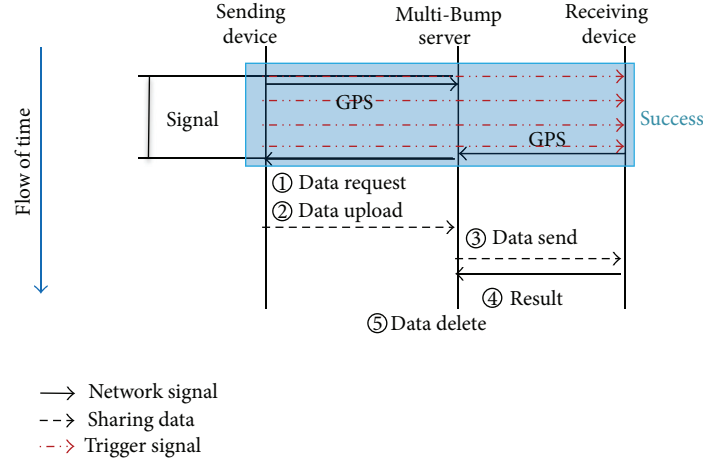 Sending device
Multi-Bump server
Receiving device
Flow of time
Signal
GPS
GPS
Success
① Data request
② Data upload
③ Data send
④ Result
⑤ Data delete
Network signal
Sharing data
Trigger signal